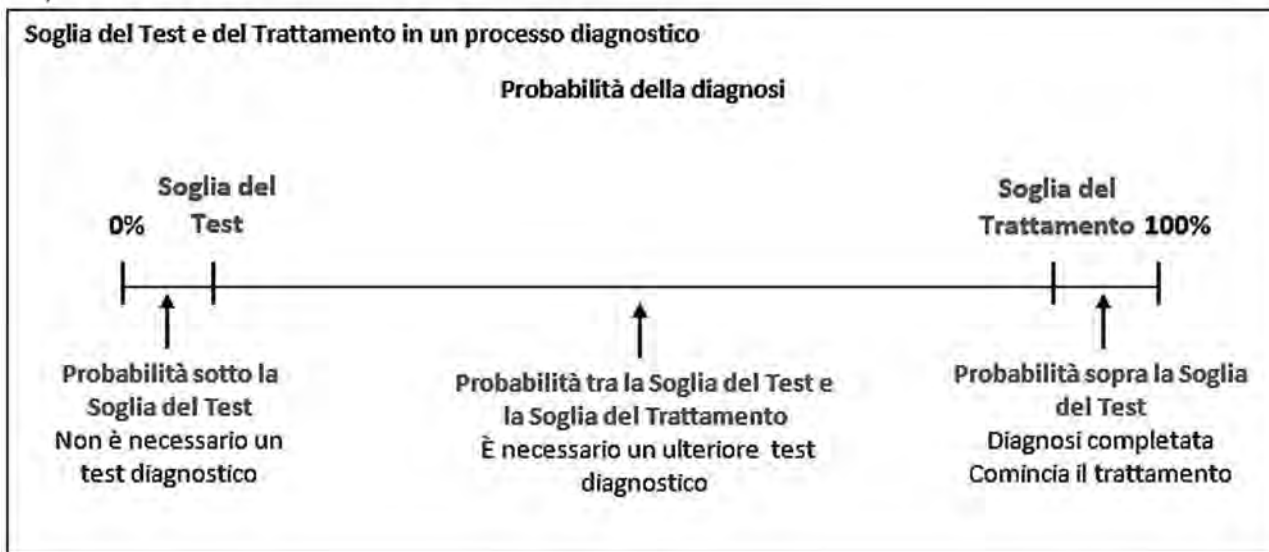 Soglia del Test e del Trattamento in un processo diagnostico
Probabilità della diagnosi
Soglia del
Test
0%
Soglia del
Trattamento
100%
Probabilità sotto la
Soglia del Test
Non è necessario un
test diagnostico
Probabilità tra la Soglia del Test e
la Soglia del Trattamento
È necessario un ulteriore test
diagnostico
Probabilità sopra la Soglia
del Test
Diagnosi completata
Comincia il trattamento